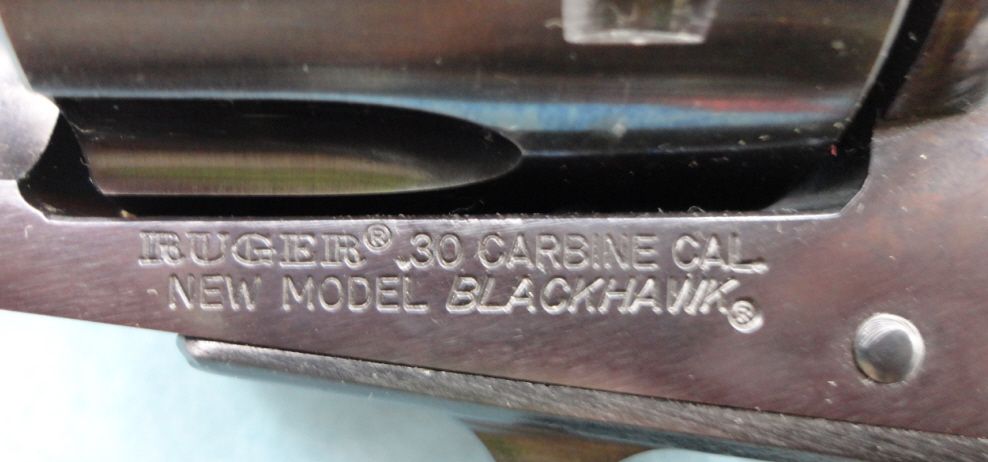 RUGER® .30 CARBINE CAL.
NEW MODEL BLACKHAWK®